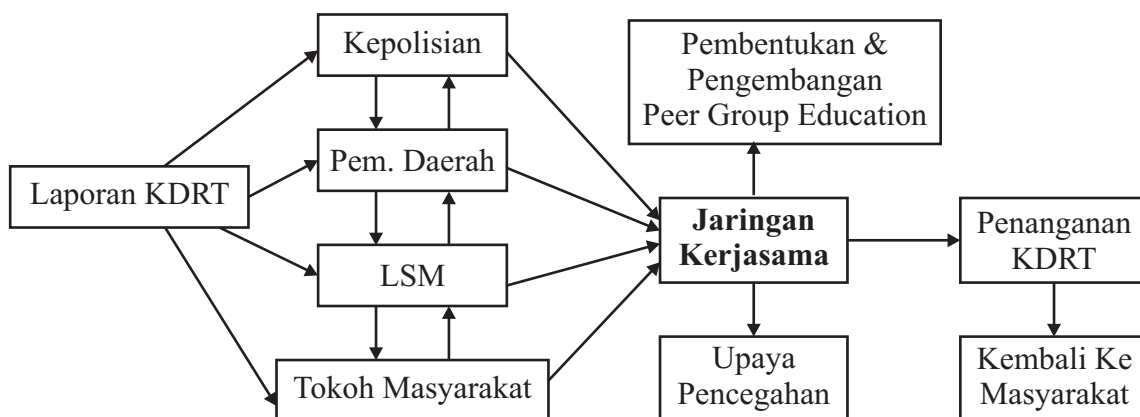 Kepolisian
Pem. Daerah
Laporan KDRT
LSM
Tokoh Masyarakat
Pembentukan &
Pengembangan
Peer Group Education
Jaringan
Kerjasama
Upaya
Pencegahan
Penanganan
KDRT
Kembali Ke
Masyarakat